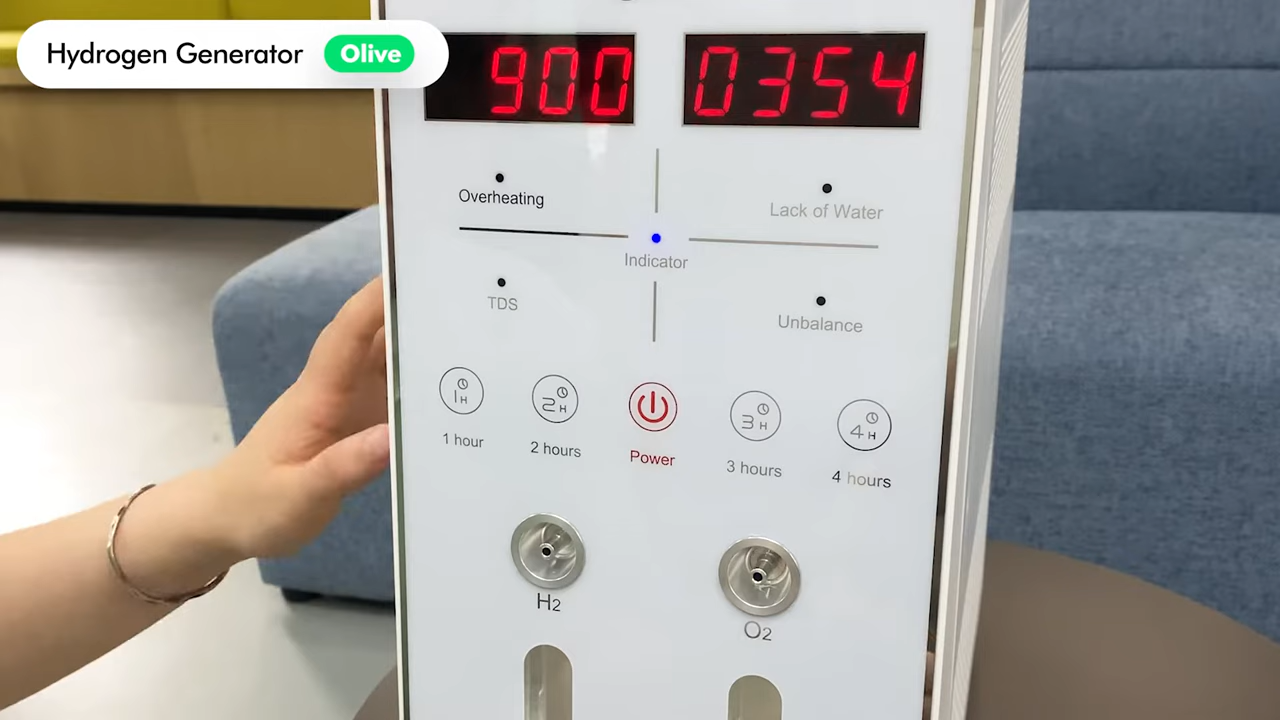 Hydrogen Generator Olive
900 0354
Overheating
Lack of Water
Indicator
TDS
Unbalance
1H 2H 3H 4H
1 hour 2 hours Power 3 hours 4 hours
H2
O2